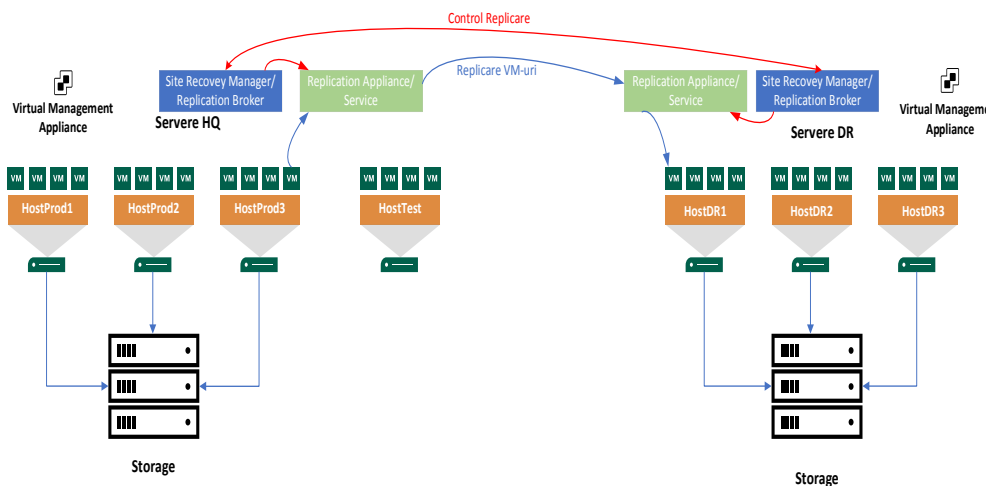 Control Replicare
Replicare VM-uri
Site Recovey Manager/
Replication Broker
Replication Appliance/
Service
Replication Appliance/
Service
Site Recovey Manager/
Replication Broker
Virtual Management
Appliance
Servere HQ
Servere DR
Virtual Manageme
Appliance
VM VM VM VM
VM VM VM VM
VM VM VM VM
VM VM VM VM
VM VM VM VM
VM VM VM VM
VM VM VM VM
HostProd1
HostProd2
HostProd3
HostTest
HostDR1
HostDR2
HostDR3
Storage
Storage